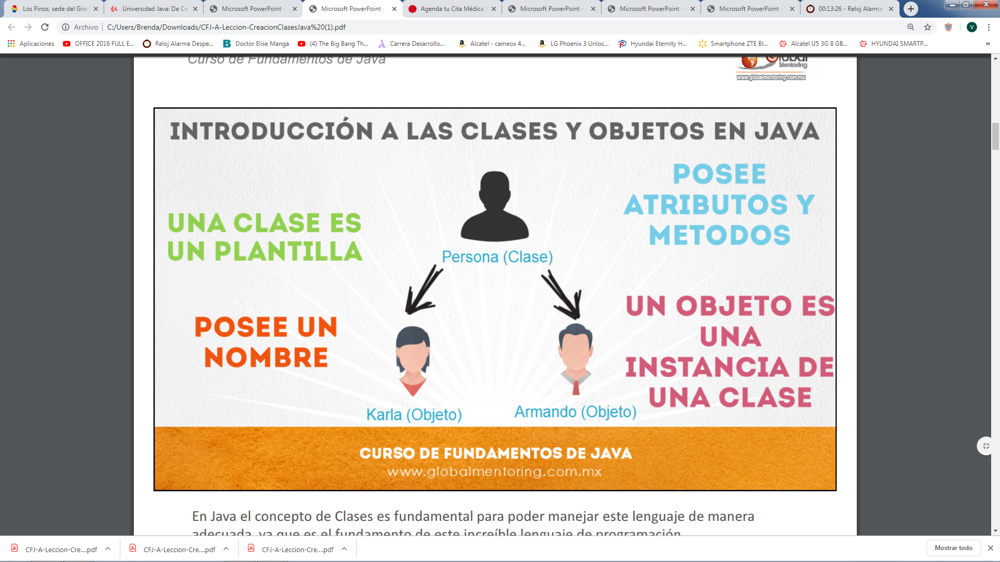 Los Pinos, sede del Gran
Universidad Java: De Ce
Microsoft PowerPoint -
Microsoft PowerPoint -
Agenda tu Cita Médica
Microsoft PowerPoint -
Microsoft PowerPoint -
Microsoft PowerPoint -
00:13:26 - Reloj Alarma
Archivo
C:/Users/Brenda/Downloads/CFJ-A-Leccion-CreacionClasesJava%20(1).pdf
V
Aplicaciones
OFFICE 2016 FULL E...
Reloj Alarma Despe...
Doctor Elise Manga
(4) The Big Bang Th...
Carrera Desarrollo...
Alcatel - cameox 4...
LG Phoenix 3 Unloc...
Hyundai Eternity H...
Smartphone ZTE Bl...
Alcatel U5 3G 8 GB...
HYUNDAI SMARTP...
»
Curso de Fundamentos de Java
Global
Mentoring
www.globalmentoring.com.mx
INTRODUCCIÓN A LAS CLASES Y OBJETOS EN JAVA
UNA CLASE ES
UN PLANTILLA
POSEE
ATRIBUTOS Y
METODOS
Persona (Clase)
POSEE UN
NOMBRE
UN OBJETO ES
UNA
INSTANCIA DE
UNA CLASE
Karla (Objeto)
Armando (Objeto)
CURSO DE FUNDAMENTOS DE JAVA
www.globalmentoring.com.mx
En Java el concepto de Clases es fundamental para poder manejar este lenguaje de manera
adecuada, ya que es el fundamento de este increíble lenguaje de programación.
CFJ-A-Leccion-Cre....pdf
CFJ-A-Leccion-Cre....pdf
CFJ-A-Leccion-Cre....pdf
Mostrar todo